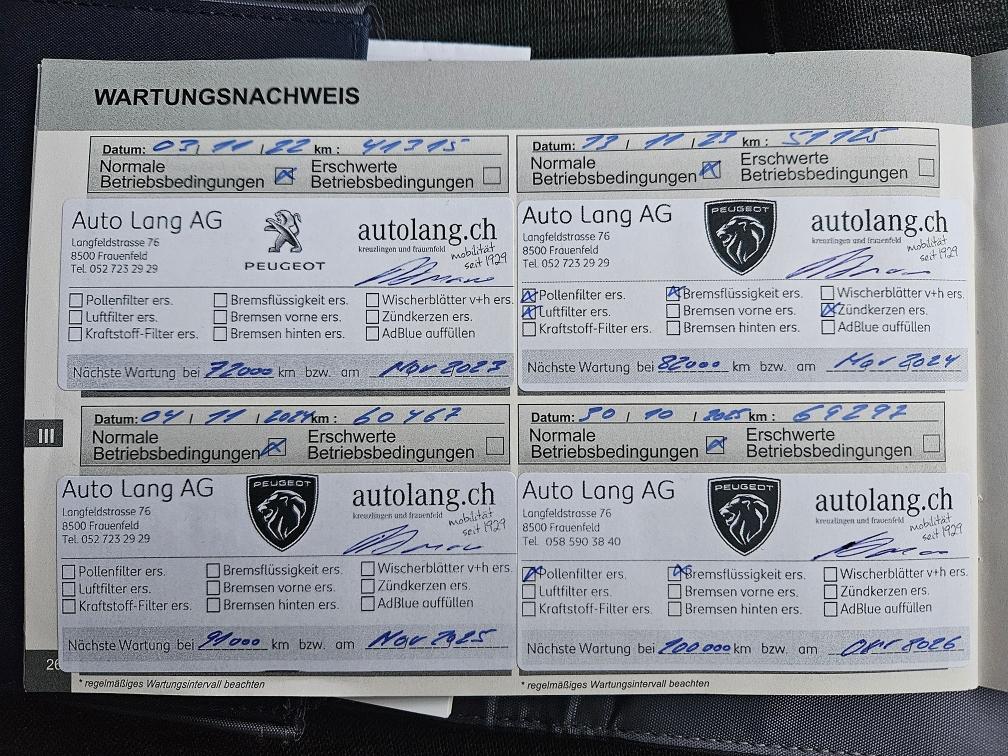 WARTUNGSNACHWEIS
Datum: 03 / 11 / 22 km : 41315
Normale Betriebsbedingungen
Erschwerte Betriebsbedingungen
Auto Lang AG
Langfeldstrasse 76
8500 Frauenfeld
Tel. 052 723 29 29
PEUGEOT
autolang.ch
kreuzlingen und frauenfeld
mobilität
seit 1929
Pollenfilter ers.
Bremsflüssigkeit ers.
Wischerblätter v+h ers.
Luftfilter ers.
Bremsen vorne ers.
Zündkerzen ers.
Kraftstoff-Filter ers.
Bremsen hinten ers.
AdBlue auffüllen
Nächste Wartung bei 72000 km bzw. am Nov 2023
Datum: 13 / 11 / 23 km : 51125
Normale Betriebsbedingungen
Erschwerte Betriebsbedingungen
Auto Lang AG
Langfeldstrasse 76
8500 Frauenfeld
Tel. 052 723 29 29
PEUGEOT
autolang.ch
kreuzlingen und frauenfeld
mobilität
seit 1929
Pollenfilter ers.
Bremsflüssigkeit ers.
Wischerblätter v+h ers.
Luftfilter ers.
Bremsen vorne ers.
Zündkerzen ers.
Kraftstoff-Filter ers.
Bremsen hinten ers.
AdBlue auffüllen
Nächste Wartung bei 82000 km bzw. am Nov 2024
III
Datum: 04 / 11 / 2024 km : 60467
Normale Betriebsbedingungen
Erschwerte Betriebsbedingungen
Auto Lang AG
Langfeldstrasse 76
8500 Frauenfeld
Tel. 052 723 29 29
PEUGEOT
autolang.ch
kreuzlingen und frauenfeld
mobilität
seit 1929
Pollenfilter ers.
Bremsflüssigkeit ers.
Wischerblätter v+h ers.
Luftfilter ers.
Bremsen vorne ers.
Zündkerzen ers.
Kraftstoff-Filter ers.
Bremsen hinten ers.
AdBlue auffüllen
Nächste Wartung bei 91000 km bzw. am Nov 2025
* regelmäßiges Wartungsintervall beachten
Datum: 30 / 10 / 2025 km : 69297
Normale Betriebsbedingungen
Erschwerte Betriebsbedingungen
Auto Lang AG
Langfeldstrasse 76
8500 Frauenfeld
Tel. 058 590 38 40
PEUGEOT
autolang.ch
kreuzlingen und frauenfeld
mobilität
seit 1929
Pollenfilter ers.
Bremsflüssigkeit ers.
Wischerblätter v+h ers.
Luftfilter ers.
Bremsen vorne ers.
Zündkerzen ers.
Kraftstoff-Filter ers.
Bremsen hinten ers.
AdBlue auffüllen
Nächste Wartung bei 100000 km bzw. am Okt 2026
* regelmäßiges Wartungsintervall beachten
26